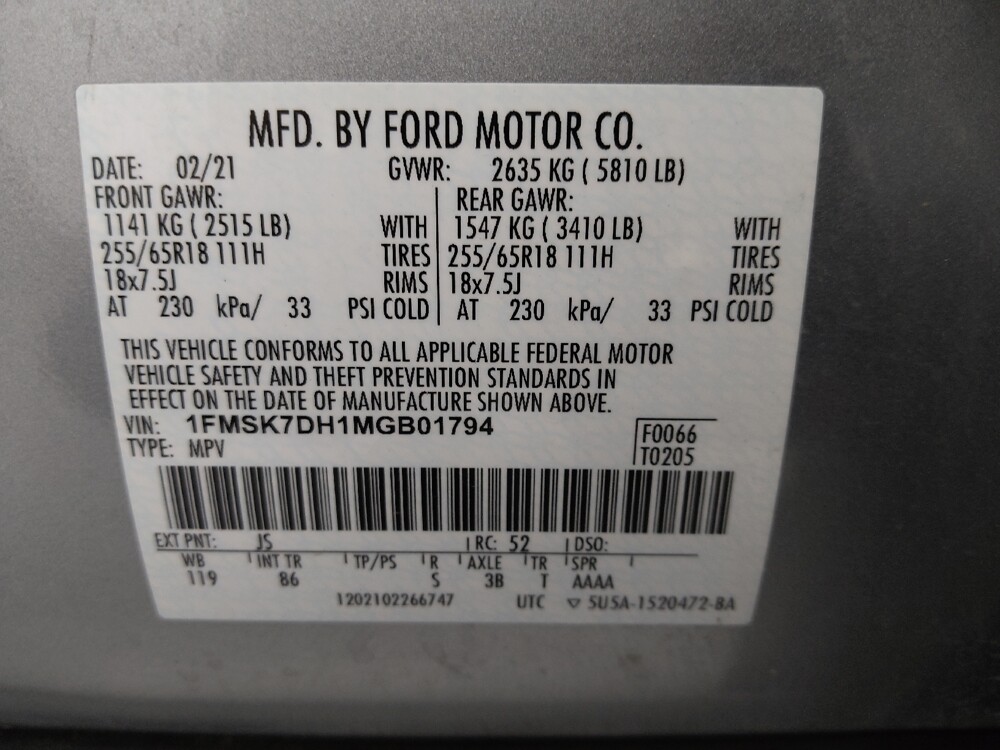 MFD. BY FORD MOTOR CO.
DATE: 02/21 GVWR: 2635 KG ( 5810 LB)
FRONT GAWR: REAR GAWR:
1141 KG ( 2515 LB) WITH 1547 KG ( 3410 LB) WITH
255/65R18 111H TIRES 255/65R18 111H TIRES
18x7.5J RIMS 18x7.5J RIMS
AT 230 kPa/ 33 PSI COLD AT 230 kPa/ 33 PSI COLD
THIS VEHICLE CONFORMS TO ALL APPLICABLE FEDERAL MOTOR
VEHICLE SAFETY AND THEFT PREVENTION STANDARDS IN
EFFECT ON THE DATE OF MANUFACTURE SHOWN ABOVE.
VIN: 1FMSK7DH1MGB01794
TYPE: MPV
F0066
T0205
EXT PNT: JS RC: 52 DSO:
WB INT TR TP/PS R AXLE TR SPR
119 86 S 3B T AAAA
1202102266747 UTC ▽ 5U5A-1520472-BA